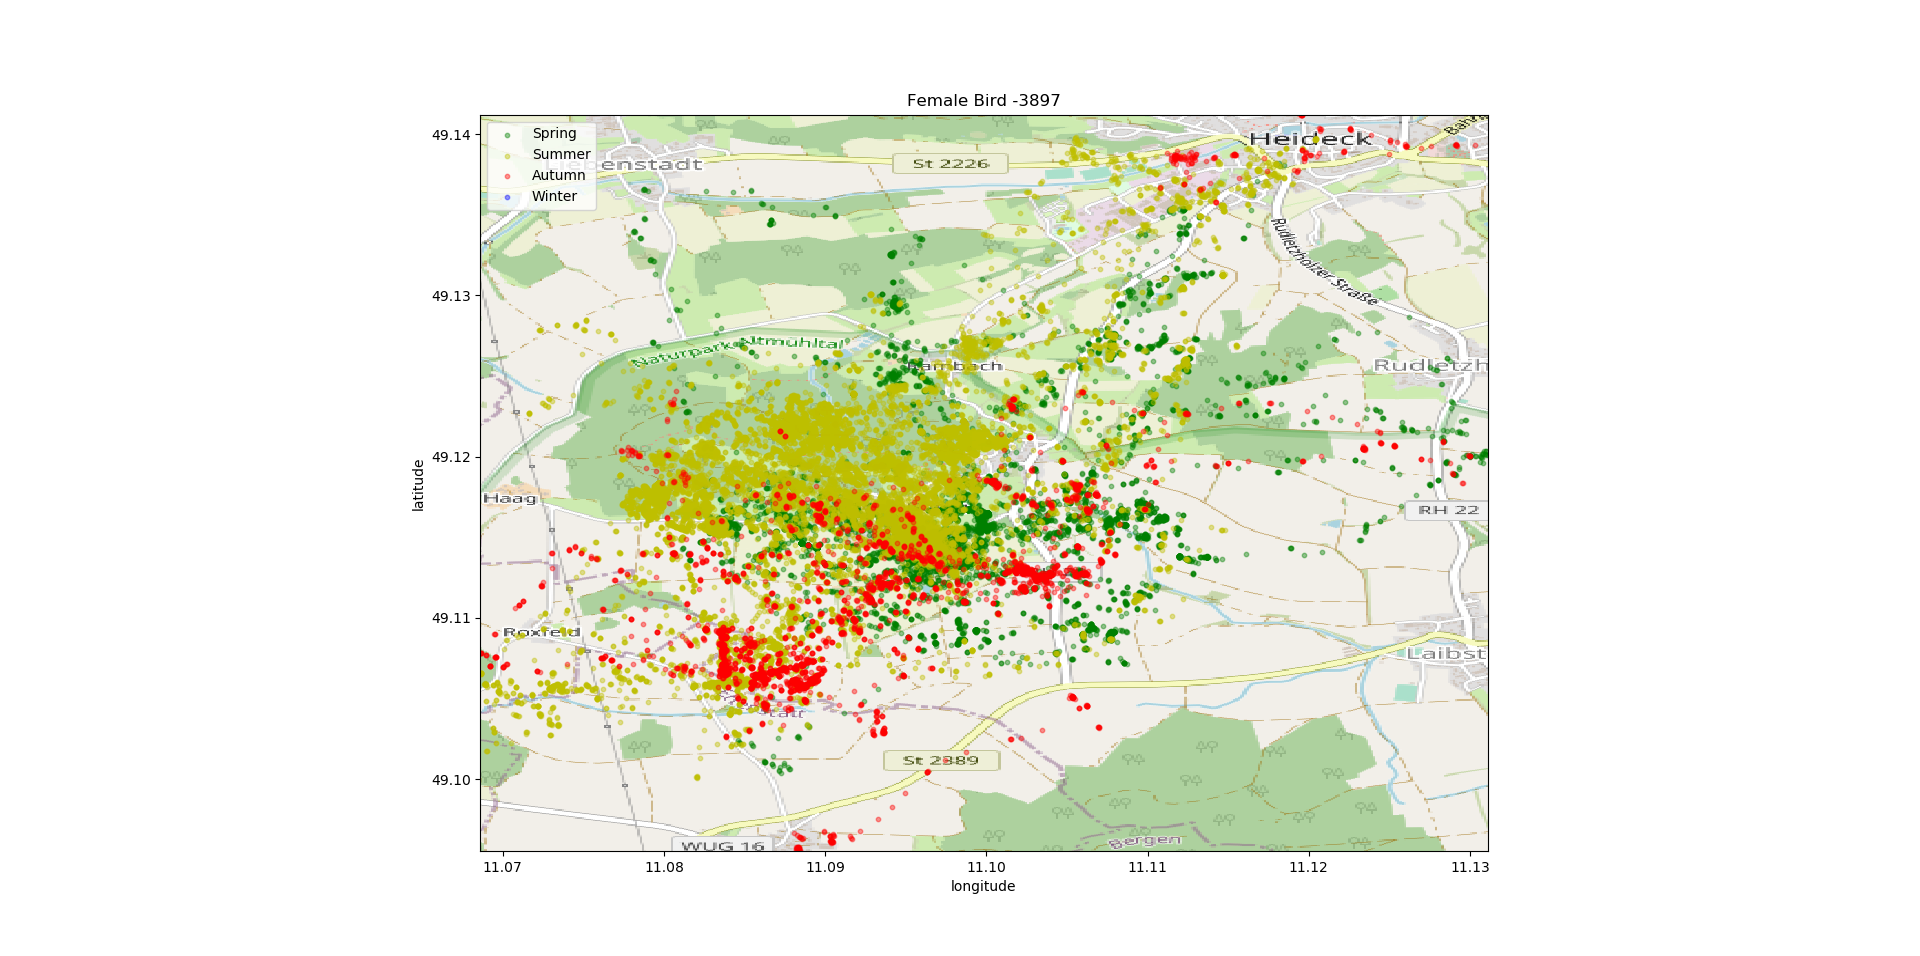 Female Bird -3897
49.14
49.13
49.12
49.11
49.10
latitude
Spring
Summer
Autumn
Winter
enstadt
St 2226
Heideck
Rudletzholzer Straße
Naturpark Altmühltal
Rambach
Rudletzh
Haag
RH 22
Roxfeld
Laibst
St 2389
WUG 16
Bergen
11.07
11.08
11.09
11.10
11.11
11.12
11.13
longitude